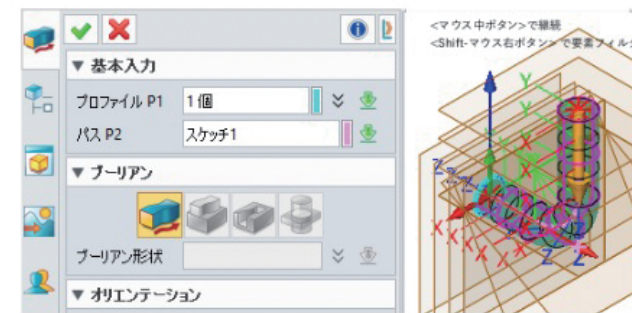 <マウス中ボタン>で継続
<Shift-マウス右ボタン>で要素フィル
▼ 基本入力
プロファイル P1 1個
パス P2 スケッチ1
▼ ブーリアン
ブーリアン形状
▼ オリエンテーション
Y
Y
X
X
Z
Z
X
X
X
X
X
Z
Z